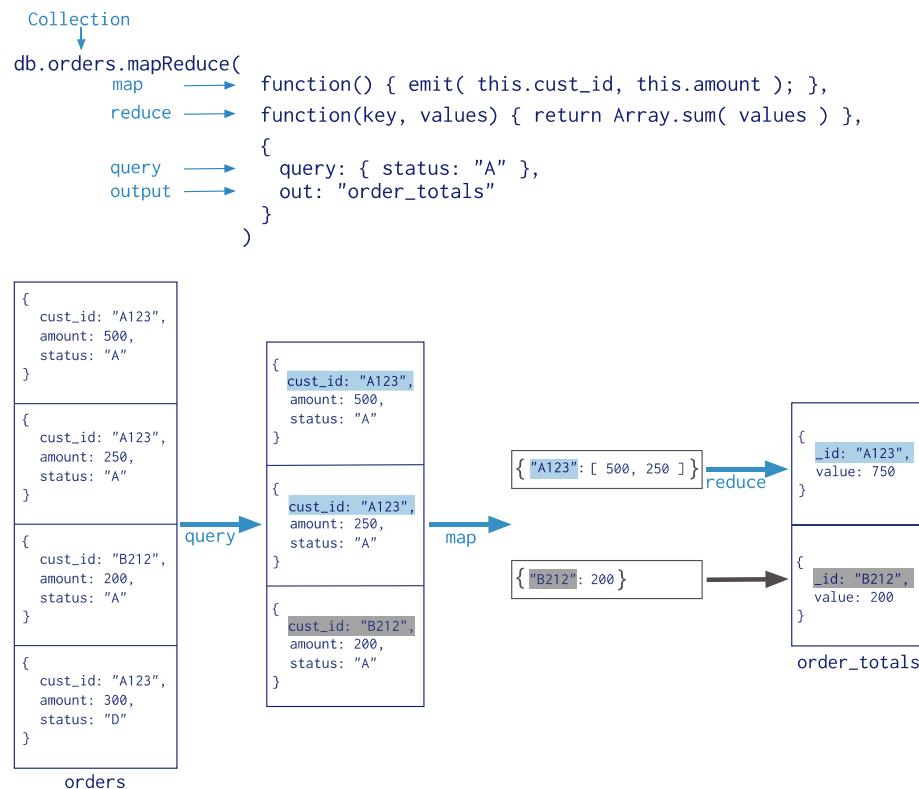 Collection
db.orders.mapReduce(
map function() { emit( this.cust_id, this.amount ); },
reduce function(key, values) { return Array.sum( values ) },
{
query query: { status: "A" },
output out: "order_totals"
}
)
{
cust_id: "A123",
amount: 500,
status: "A"
}
{
cust_id: "A123",
amount: 250,
status: "A"
}
{
cust_id: "B212",
amount: 200,
status: "A"
}
{
cust_id: "A123",
amount: 300,
status: "D"
}
orders
query
{
cust_id: "A123",
amount: 500,
status: "A"
}
{
cust_id: "A123",
amount: 250,
status: "A"
}
{
cust_id: "B212",
amount: 200,
status: "A"
}
map
{ "A123": [ 500, 250 ] }
{ "B212": 200 }
reduce
{
_id: "A123",
value: 750
}
{
_id: "B212",
value: 200
}
order_totals